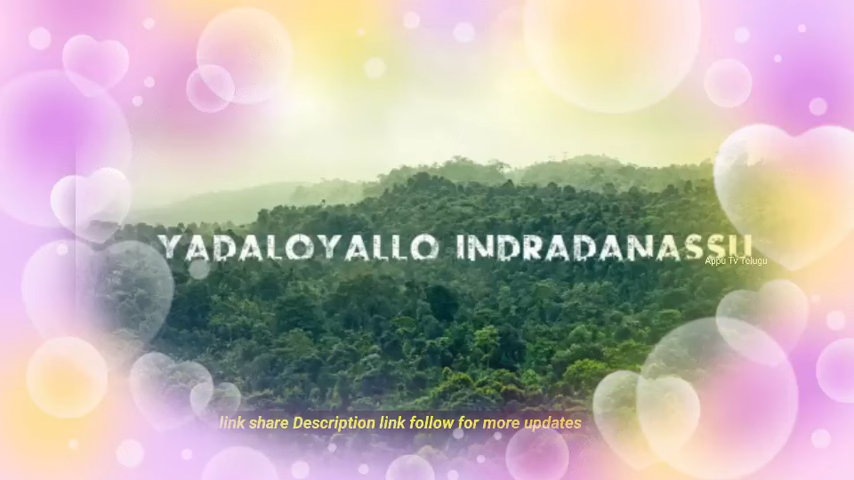 YADALOYALLO INDRADANASSU
Appu Tv Telugu
link share Description link follow for more updates